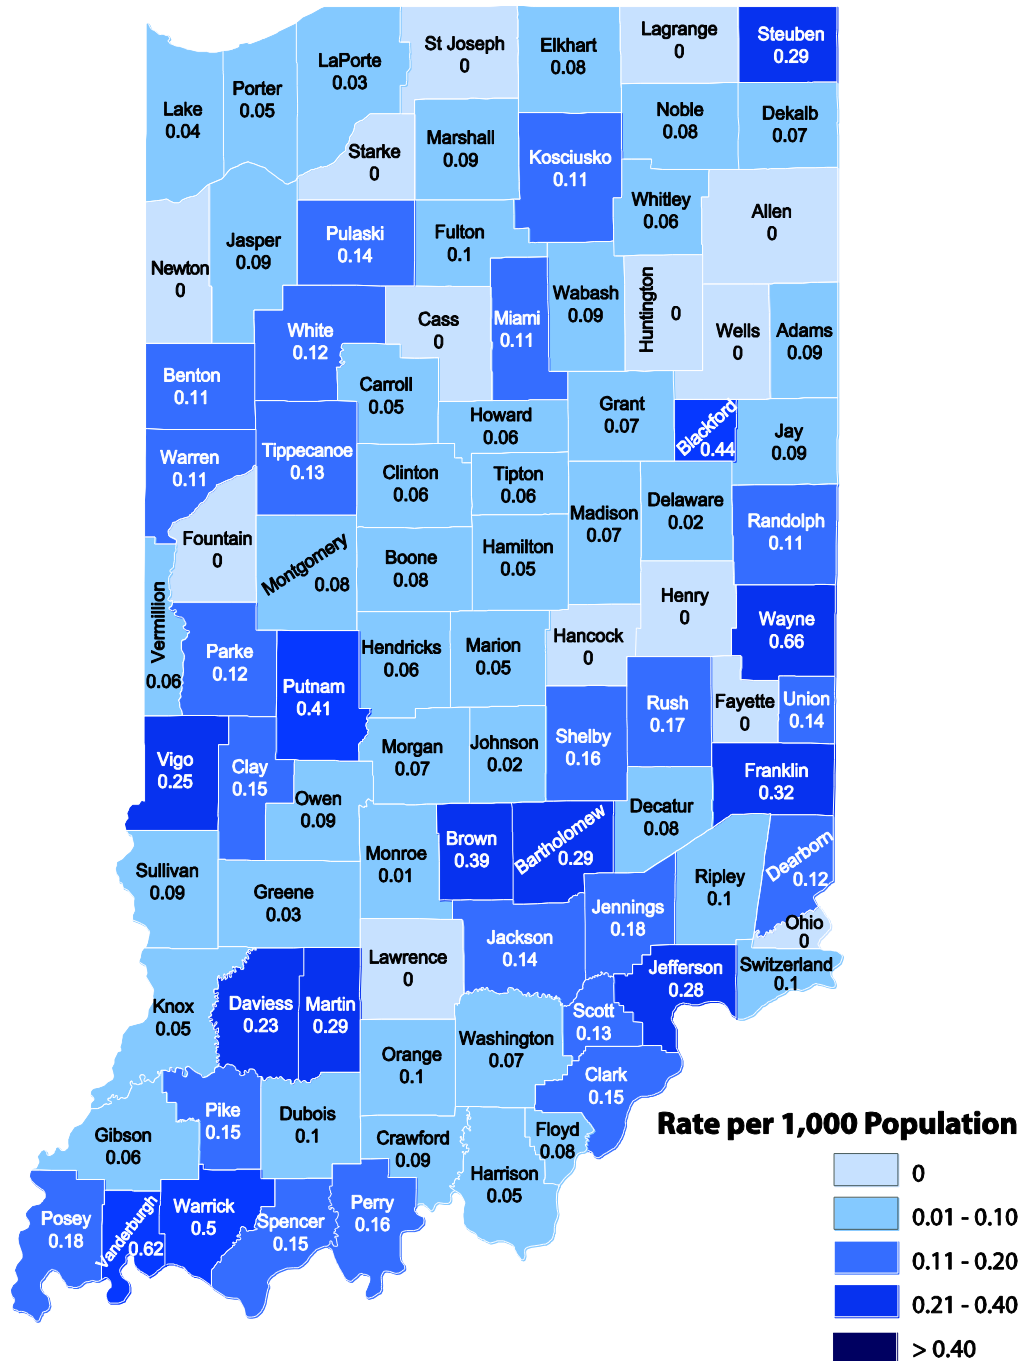 St Joseph
0
Elkhart
0.08
Lagrange
0
Steuben
0.29
LaPorte
0.03
Porter
0.05
Lake
0.04
Noble
0.08
Dekalb
0.07
Starke
0
Marshall
0.09
Kosciusko
0.11
Whitley
0.06
Allen
0
Newton
0
Jasper
0.09
Pulaski
0.14
Fulton
0.1
Cass
0
Miami
0.11
Wabash
0.09
Huntington
0
Wells
0
Adams
0.09
White
0.12
Benton
0.11
Carroll
0.05
Howard
0.06
Grant
0.07
Blackford
0.44
Jay
0.09
Warren
0.11
Tippecanoe
0.13
Clinton
0.06
Tipton
0.06
Madison
0.07
Delaware
0.02
Randolph
0.11
Fountain
0
Montgomery
0.08
Boone
0.08
Hamilton
0.05
Henry
0
Wayne
0.66
Vermillion
0.06
Parke
0.12
Putnam
0.41
Hendricks
0.06
Marion
0.05
Hancock
0
Rush
0.17
Fayette
0
Union
0.14
Vigo
0.25
Clay
0.15
Morgan
0.07
Johnson
0.02
Shelby
0.16
Franklin
0.32
Owen
0.09
Decatur
0.08
Sullivan
0.09
Greene
0.03
Monroe
0.01
Brown
0.39
Bartholomew
0.29
Ripley
0.1
Dearborn
0.12
Jennings
0.18
Ohio
0
Jackson
0.14
Lawrence
0
Jefferson
0.28
Switzerland
0.1
Knox
0.05
Daviess
0.23
Martin
0.29
Scott
0.13
Washington
0.07
Orange
0.1
Clark
0.15
Pike
0.15
Dubois
0.1
Gibson
0.06
Crawford
0.09
Floyd
0.08
Harrison
0.05
Posey
0.18
Vanderburgh
0.62
Warrick
0.5
Spencer
0.15
Perry
0.16
Rate per 1,000 Population
0
0.01 - 0.10
0.11 - 0.20
0.21 - 0.40
> 0.40